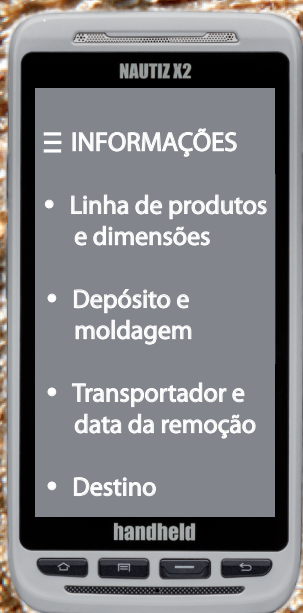 NAUTIZ X2
☰ INFORMAÇÕES
• Linha de produtos
e dimensões
• Depósito e
moldagem
• Transportador e
data da remoção
• Destino
handheld